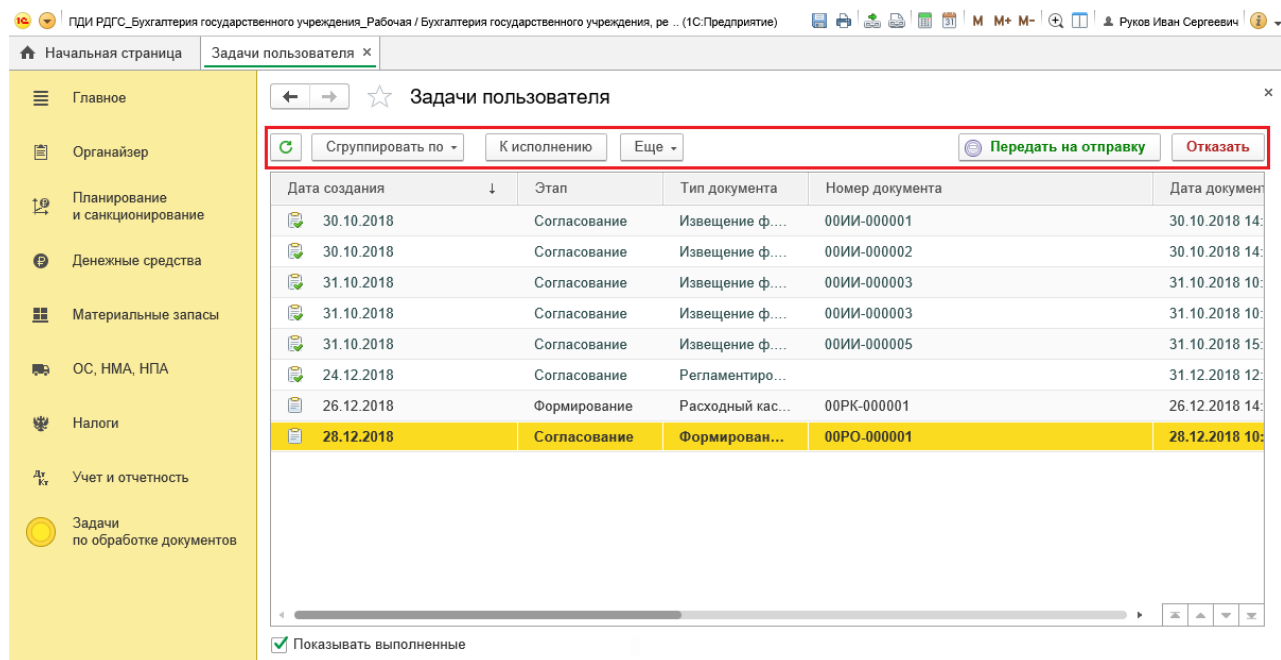 1С ПДИ РДГС_Бухгалтерия государственного учреждения_Рабочая / Бухгалтерия государственного учреждения, ре .. (1С:Предприятие) 31 M M+ M- Руков Иван Сергеевич i
Начальная страница Задачи пользователя ×
Главное
Органайзер
Планирование
и санкционирование
Денежные средства
Материальные запасы
ОС, НМА, НПА
Налоги
Дт Кт Учет и отчетность
Задачи
по обработке документов
Задачи пользователя ×
Сгруппировать по К исполнению Еще Передать на отправку Отказать
Дата создания ↓ Этап Тип документа Номер документа Дата документ
30.10.2018 Согласование Извещение ф.... 00ИИ-000001 30.10.2018 14:
30.10.2018 Согласование Извещение ф.... 00ИИ-000002 30.10.2018 14:
31.10.2018 Согласование Извещение ф.... 00ИИ-000003 31.10.2018 10:
31.10.2018 Согласование Извещение ф.... 00ИИ-000003 31.10.2018 10:
31.10.2018 Согласование Извещение ф.... 00ИИ-000005 31.10.2018 15:
24.12.2018 Согласование Регламентиро... 31.12.2018 12:
26.12.2018 Формирование Расходный кас... 00РК-000001 26.12.2018 14:
28.12.2018 Согласование Формирован... 00РО-000001 28.12.2018 10:
Показывать выполненные